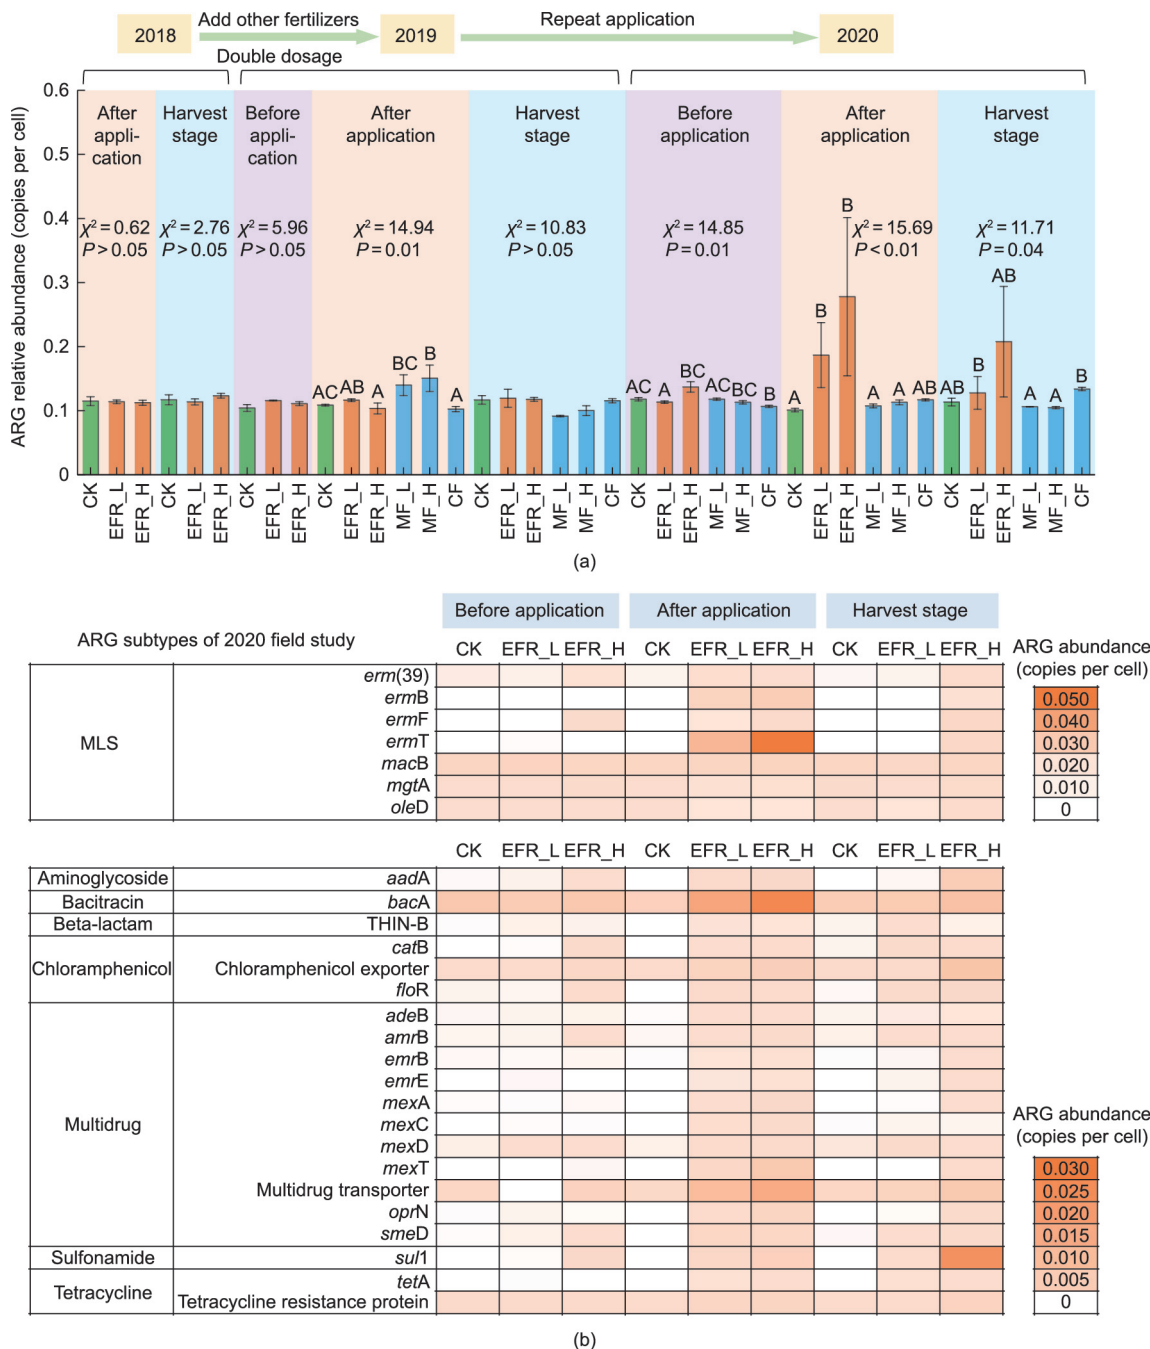 Add other fertilizers
Repeat application
2018
2019
2020
Double dosage
ARG relative abundance (copies per cell)
0.6
0.5
0.4
0.3
0.2
0.1
0
After appli-cation
Harvest stage
Before appli-cation
After application
Harvest stage
Before application
After application
Harvest stage
χ² = 0.62
P > 0.05
χ² = 2.76
P > 0.05
χ² = 5.96
P > 0.05
χ² = 14.94
P = 0.01
χ² = 10.83
P > 0.05
χ² = 14.85
P = 0.01
χ² = 15.69
P < 0.01
χ² = 11.71
P = 0.04
AC AB A BC B A
AC A BC AC BC B
A B B A A AB
AB B AB A A B
CK EFR_L EFR_H CK EFR_L EFR_H CK EFR_L EFR_H CK EFR_L EFR_H MF_L MF_H CF CK EFR_L EFR_H MF_L MF_H CF CK EFR_L EFR_H MF_L MF_H CF CK EFR_L EFR_H MF_L MF_H CF CK EFR_L EFR_H MF_L MF_H CF
(a)
Before application After application Harvest stage
ARG subtypes of 2020 field study
CK EFR_L EFR_H CK EFR_L EFR_H CK EFR_L EFR_H
ARG abundance
(copies per cell)
MLS
erm(39)
ermB
ermF
ermT
macB
mgtA
oleD
0.050
0.040
0.030
0.020
0.010
0
CK EFR_L EFR_H CK EFR_L EFR_H CK EFR_L EFR_H
Aminoglycoside aadA
Bacitracin bacA
Beta-lactam THIN-B
Chloramphenicol
catB
Chloramphenicol exporter
floR
Multidrug
adeB
amrB
emrB
emrE
mexA
mexC
mexD
mexT
Multidrug transporter
oprN
smeD
Sulfonamide sul1
Tetracycline
tetA
Tetracycline resistance protein
ARG abundance
(copies per cell)
0.030
0.025
0.020
0.015
0.010
0.005
0
(b)